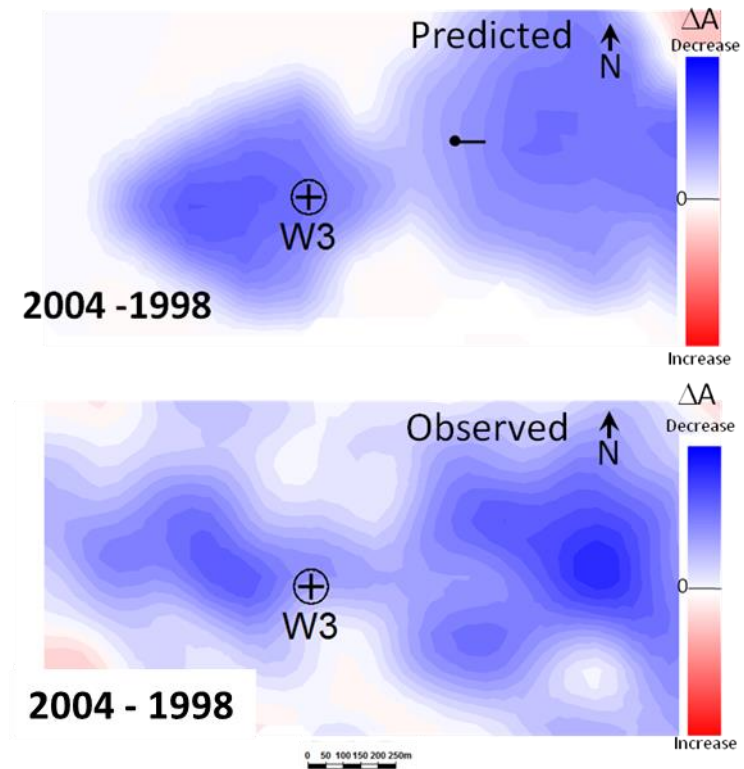 Predicted
N
ΔA
Decrease
0
W3
2004 -1998
Increase
ΔA
Observed
N
Decrease
0
W3
2004 - 1998
Increase
0 50 100 150 200 250m